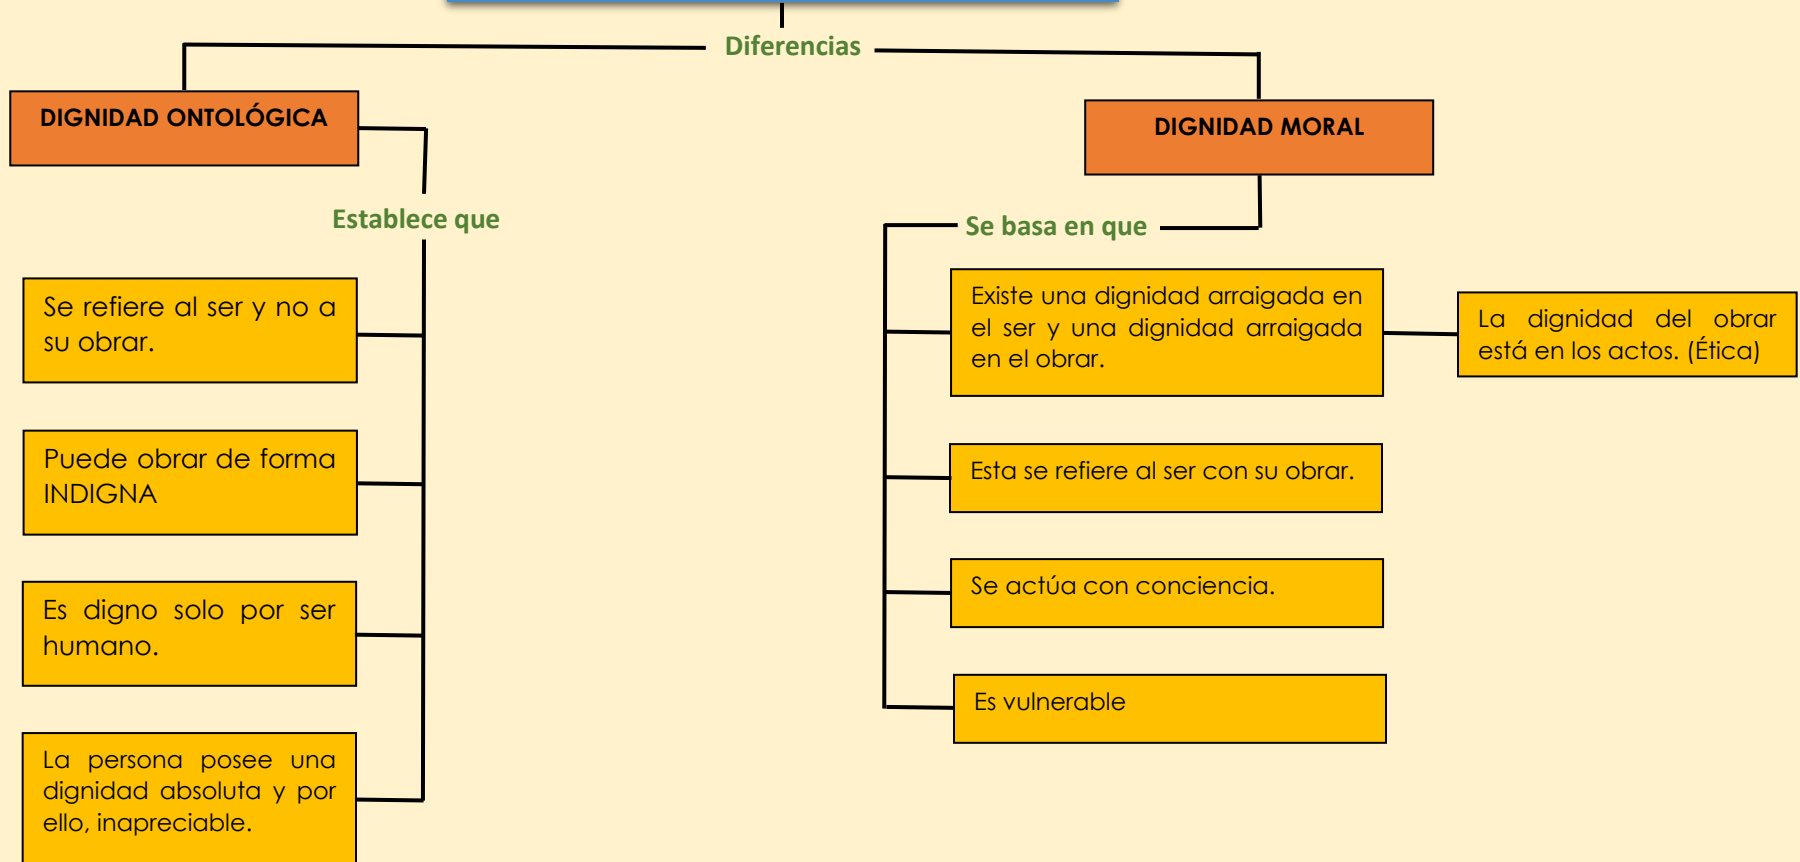 Diferencias
DIGNIDAD ONTOLÓGICA
Establece que
Se refiere al ser y no a
su obrar.
Puede obrar de forma
INDIGNA
Es digno solo por ser
humano.
La persona posee una
dignidad absoluta y por
ello, inapreciable.
DIGNIDAD MORAL
Se basa en que
Existe una dignidad arraigada en
el ser y una dignidad arraigada
en el obrar.
La dignidad del obrar
está en los actos. (Ética)
Esta se refiere al ser con su obrar.
Se actúa con conciencia.
Es vulnerable